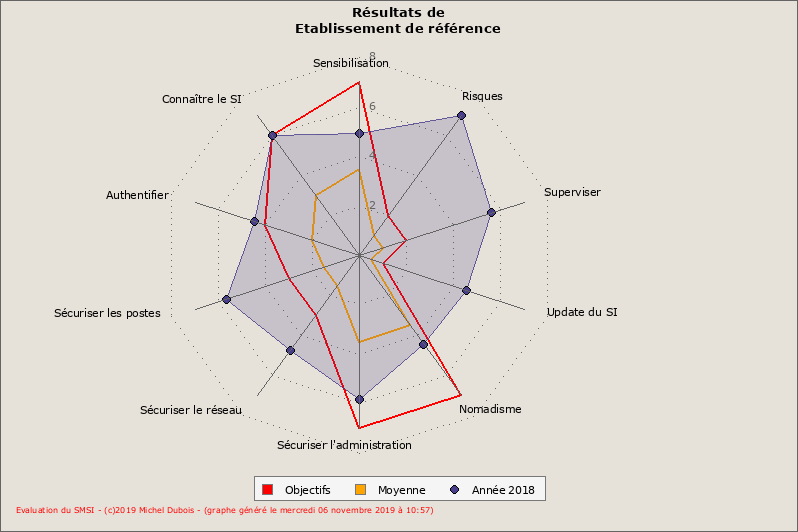 Résultats de
Etablissement de référence
8
Sensibilisation
Connaître le SI
Risques
6
4
Authentifier
Superviser
2
Sécuriser les postes
Update du SI
Sécuriser le réseau
Nomadisme
Sécuriser l'administration
Objectifs
Moyenne
Année 2018
Evaluation du SMSI - (c)2019 Michel Dubois - (graphe généré le mercredi 06 novembre 2019 à 10:57)